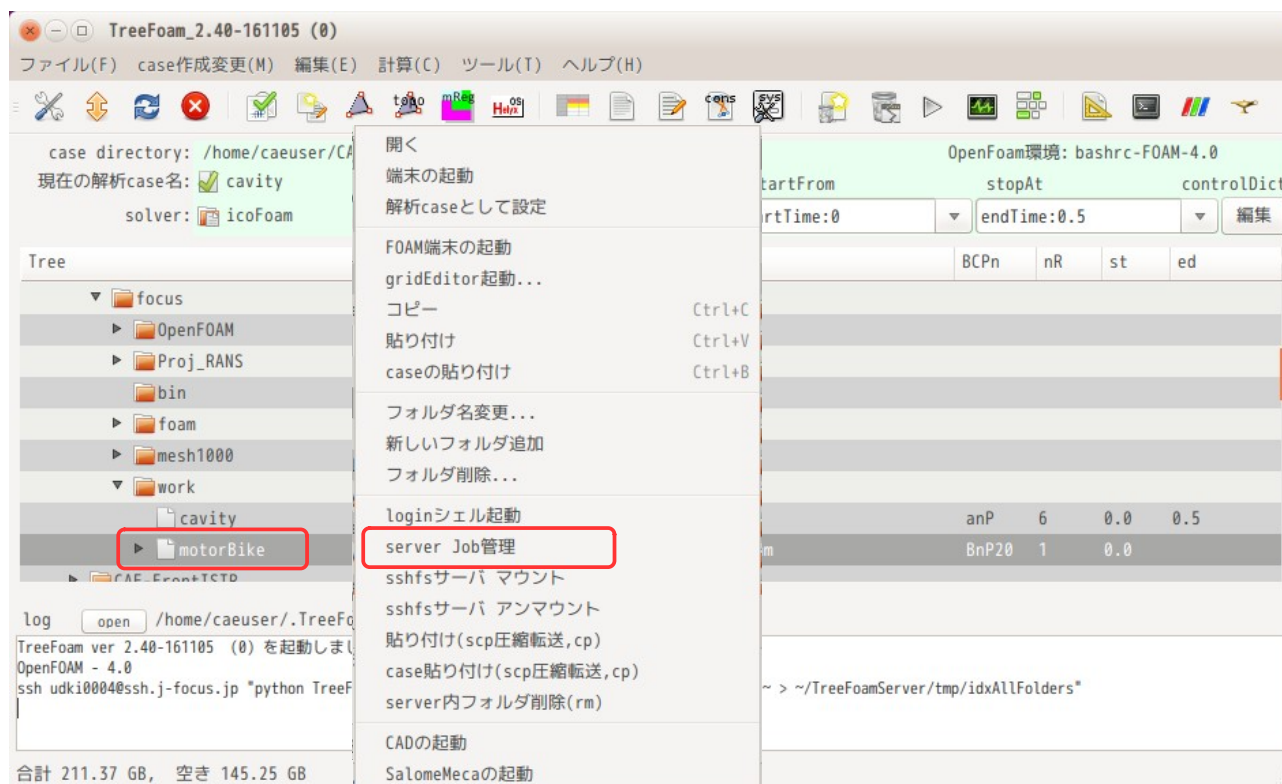 TreeFoam_2.40-161105 (0)
ファイル(F) case作成変更(M) 編集(E) 計算(C) ツール(T) ヘルプ(H)
topo mReg Helyx OS cons sys
case directory: /home/caeuser/CA
OpenFoam環境: bashrc-FOAM-4.0
現在の解析case名: cavity
tartFrom stopAt controlDict
solver: icoFoam
rtTime:0 endTime:0.5 編集
Tree BCPn nR st ed
focus
OpenFOAM
Proj_RANS
bin
foam
mesh1000
work
cavity anP 6 0.0 0.5
motorBike m BnP20 1 0.0
CAE-FrontISTR
開く
端末の起動
解析caseとして設定
FOAM端末の起動
gridEditor起動...
コピー Ctrl+C
貼り付け Ctrl+V
caseの貼り付け Ctrl+B
フォルダ名変更...
新しいフォルダ追加
フォルダ削除...
loginシェル起動
server Job管理
sshfsサーバ マウント
sshfsサーバ アンマウント
貼り付け(scp圧縮転送,cp)
case貼り付け(scp圧縮転送,cp)
server内フォルダ削除(rm)
CADの起動
SalomeMecaの起動
log open /home/caeuser/.TreeFo
TreeFoam ver 2.40-161105 (0) を起動しまし
OpenFOAM - 4.0
ssh udki0004@ssh.j-focus.jp "python TreeF ~ > ~/TreeFoamServer/tmp/idxAllFolders"
合計 211.37 GB, 空き 145.25 GB